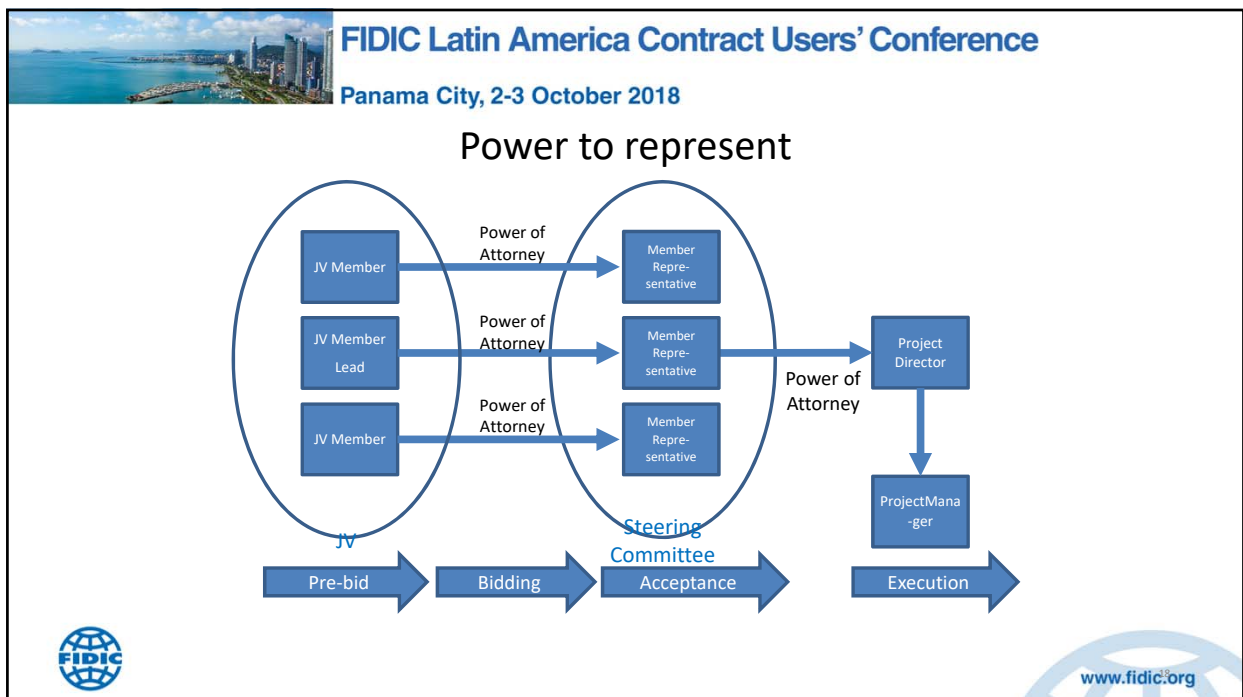 FIDIC Latin America Contract Users' Conference
Panama City, 2-3 October 2018
Power to represent
JV Member
Power of
Attorney
Member
Repre-
sentative
JV Member
Lead
Power of
Attorney
Member
Repre-
sentative
Power of
Attorney
Project
Director
JV Member
Power of
Attorney
Member
Repre-
sentative
ProjectMana
-ger
JV
Steering
Committee
Pre-bid
Bidding
Acceptance
Execution
FIDIC
www.fidic.org
18